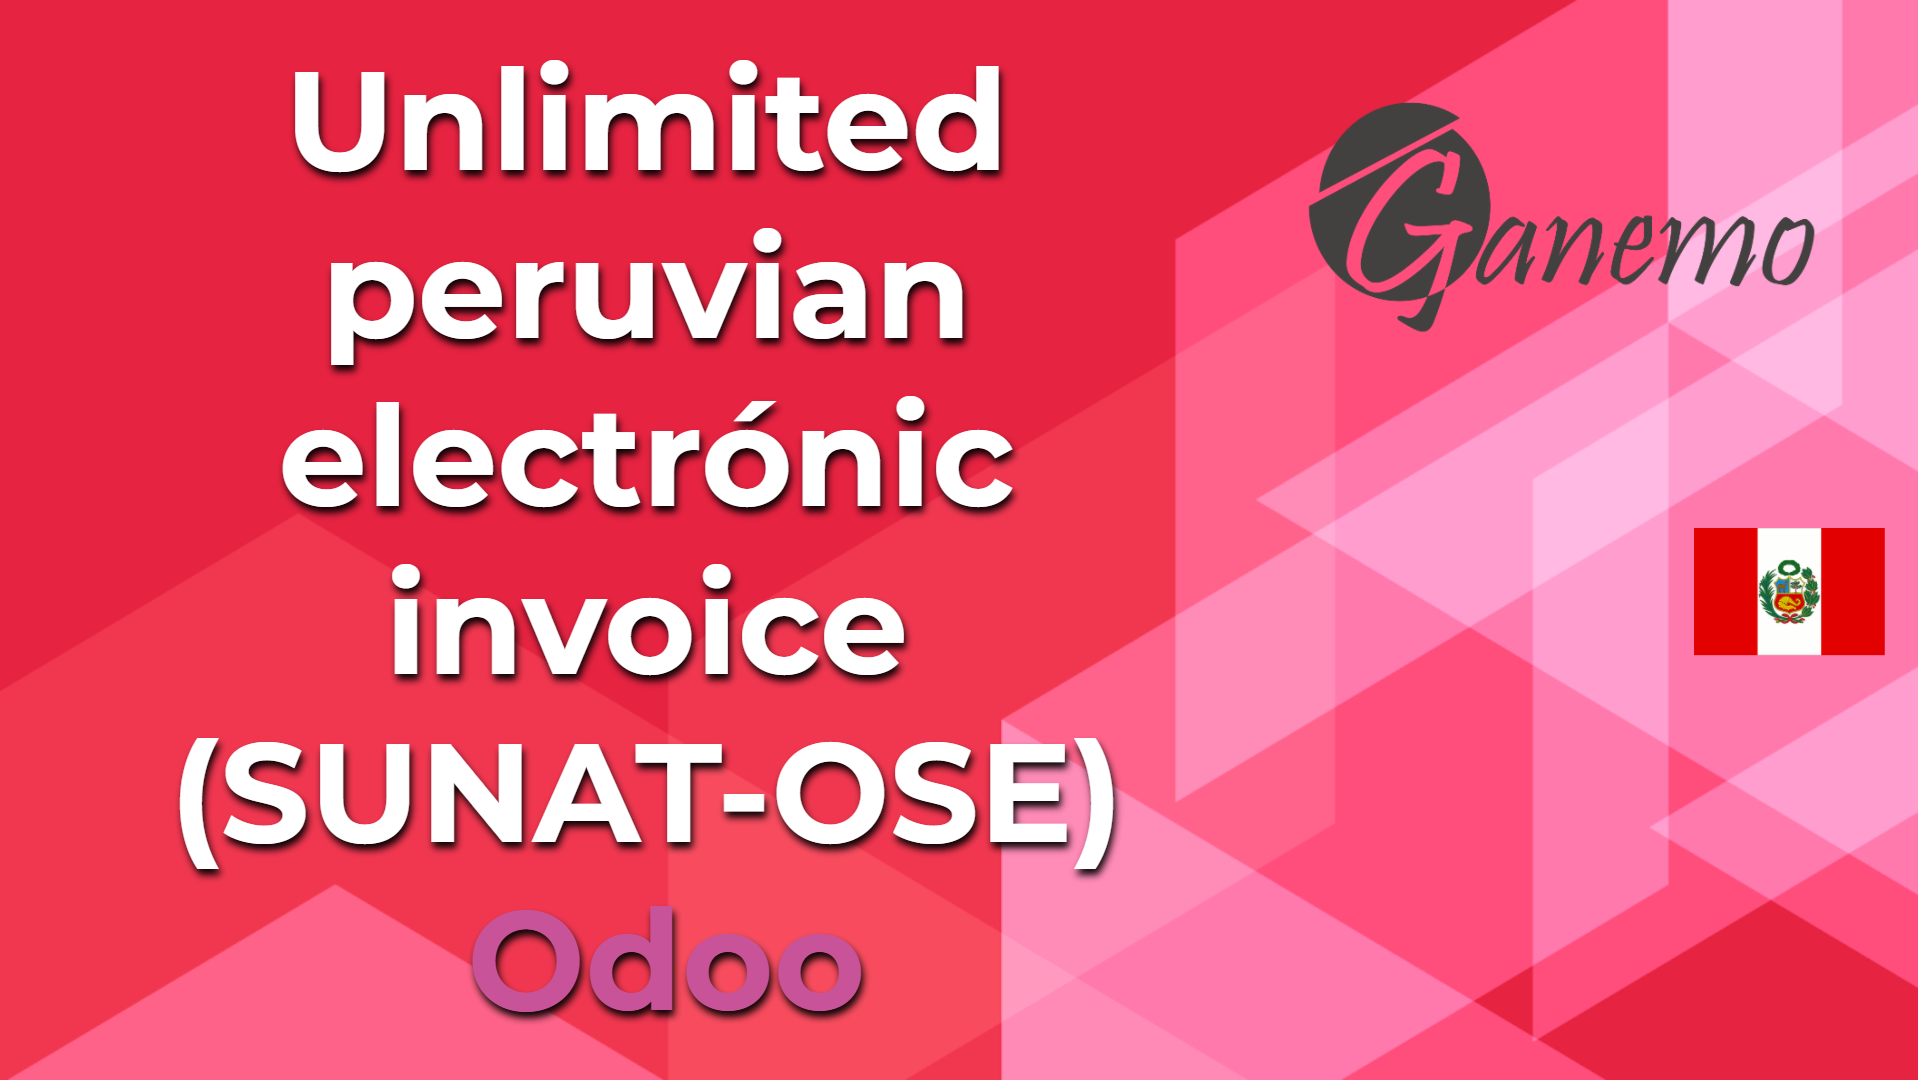 Unlimited
peruvian
electrónic
invoice
(SUNAT-OSE)
Odoo
Ganemo